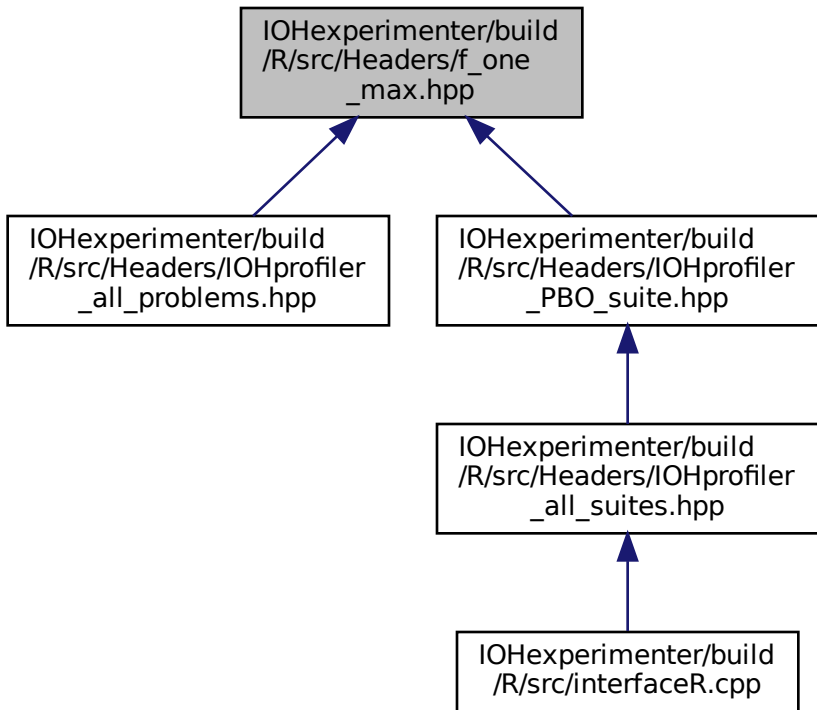 IOHexperimenter/build
/R/src/Headers/f_one
_max.hpp
IOHexperimenter/build
/R/src/Headers/IOHprofiler
_all_problems.hpp
IOHexperimenter/build
/R/src/Headers/IOHprofiler
_PBO_suite.hpp
IOHexperimenter/build
/R/src/Headers/IOHprofiler
_all_suites.hpp
IOHexperimenter/build
/R/src/interfaceR.cpp